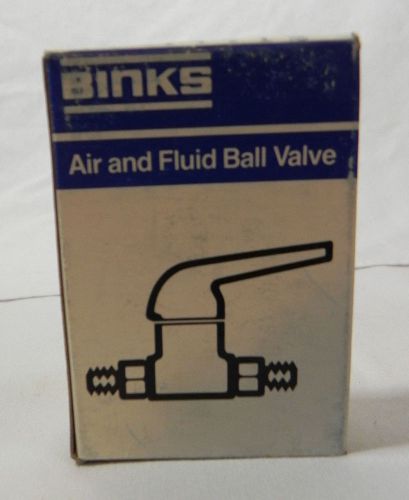 BINKS
Air and Fluid Ball Valve